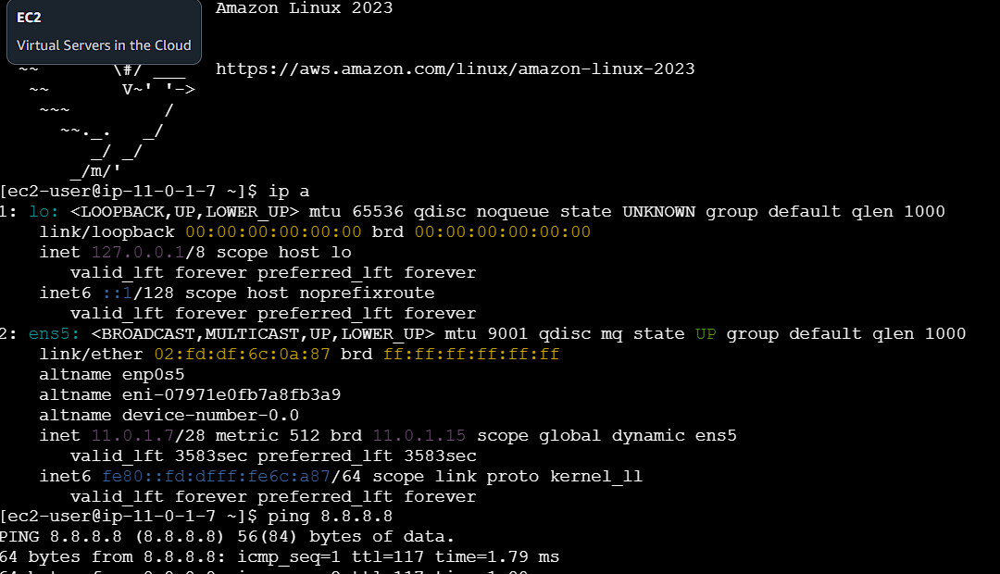 EC2
Virtual Servers in the Cloud
Amazon Linux 2023
~~ \#/ ___ https://aws.amazon.com/linux/amazon-linux-2023
~~ V~' '->
~~~ /
~~._. _/
_/ _/
_/m/'
[ec2-user@ip-11-0-1-7 ~]$ ip a
1: lo: <LOOPBACK,UP,LOWER_UP> mtu 65536 qdisc noqueue state UNKNOWN group default qlen 1000
link/loopback 00:00:00:00:00:00 brd 00:00:00:00:00:00
inet 127.0.0.1/8 scope host lo
valid_lft forever preferred_lft forever
inet6 ::1/128 scope host noprefixroute
valid_lft forever preferred_lft forever
2: ens5: <BROADCAST,MULTICAST,UP,LOWER_UP> mtu 9001 qdisc mq state UP group default qlen 1000
link/ether 02:fd:df:6c:0a:87 brd ff:ff:ff:ff:ff:ff
altname enp0s5
altname eni-07971e0fb7a8fb3a9
altname device-number-0.0
inet 11.0.1.7/28 metric 512 brd 11.0.1.15 scope global dynamic ens5
valid_lft 3583sec preferred_lft 3583sec
inet6 fe80::fd:dfff:fe6c:a87/64 scope link proto kernel_ll
valid_lft forever preferred_lft forever
[ec2-user@ip-11-0-1-7 ~]$ ping 8.8.8.8
PING 8.8.8.8 (8.8.8.8) 56(84) bytes of data.
64 bytes from 8.8.8.8: icmp_seq=1 ttl=117 time=1.79 ms